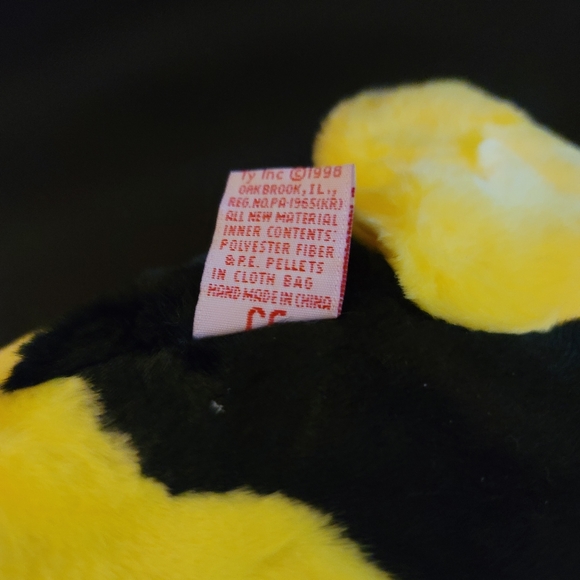 Ty Inc ©1998
OAKBROOK, IL.,
REG.NO.PA-1965(KR)
ALL NEW MATERIAL
INNER CONTENTS:
POLYESTER FIBER
& P.E. PELLETS
IN CLOTH BAG
HAND MADE IN CHINA
CE